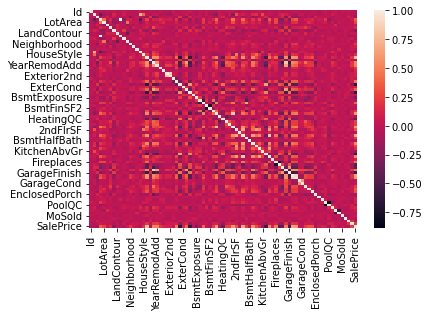 Id
LotArea
LandContour
Neighborhood
HouseStyle
YearRemodAdd
Exterior2nd
ExterCond
BsmtExposure
BsmtFinSF2
HeatingQC
2ndFlrSF
BsmtHalfBath
KitchenAbvGr
Fireplaces
GarageFinish
GarageCond
EnclosedPorch
PoolQC
MoSold
SalePrice
Id
LotArea
LandContour
Neighborhood
HouseStyle
YearRemodAdd
Exterior2nd
ExterCond
BsmtExposure
BsmtFinSF2
HeatingQC
2ndFlrSF
BsmtHalfBath
KitchenAbvGr
Fireplaces
GarageFinish
GarageCond
EnclosedPorch
PoolQC
MoSold
SalePrice
1.00
0.75
0.50
0.25
0.00
−0.25
−0.50
−0.75